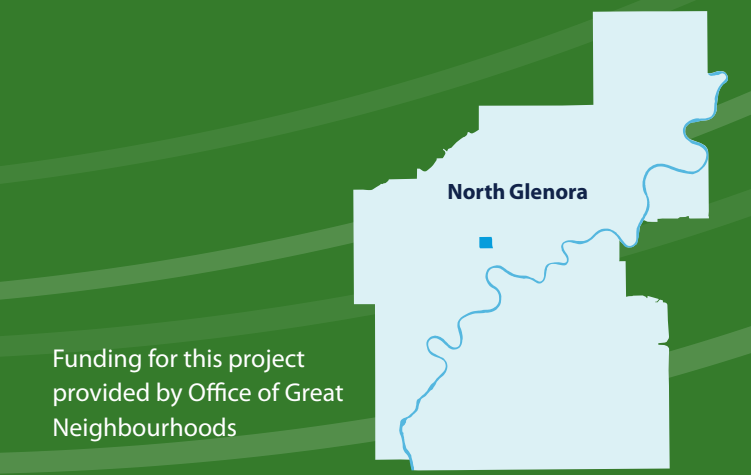 North Glenora
Funding for this project
provided by Office of Great
Neighbourhoods